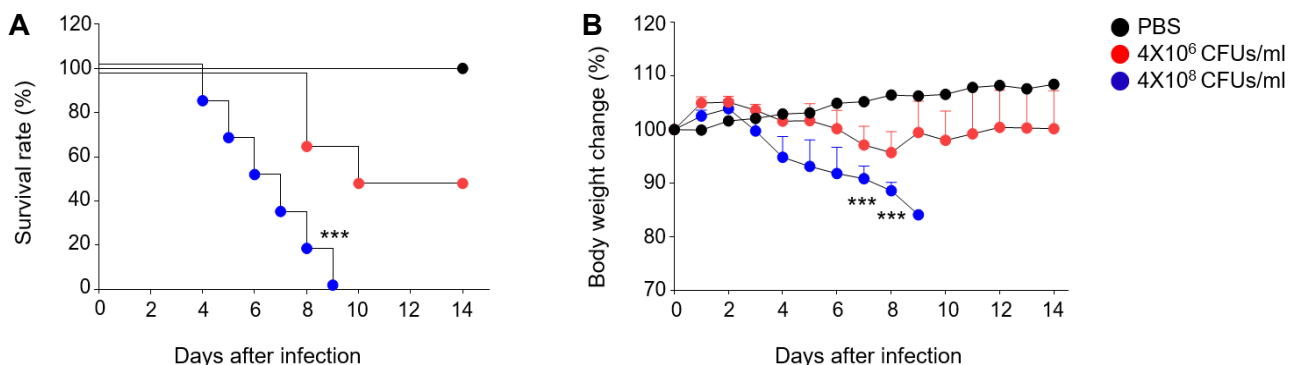 A
Survival rate (%)
120
100
80
60
40
20
0
***
0 2 4 6 8 10 12 14
Days after infection
B
Body weight change (%)
120
110
100
90
80
70
***
***
0 2 4 6 8 10 12 14
Days after infection
PBS
4X10⁶ CFUs/ml
4X10⁸ CFUs/ml